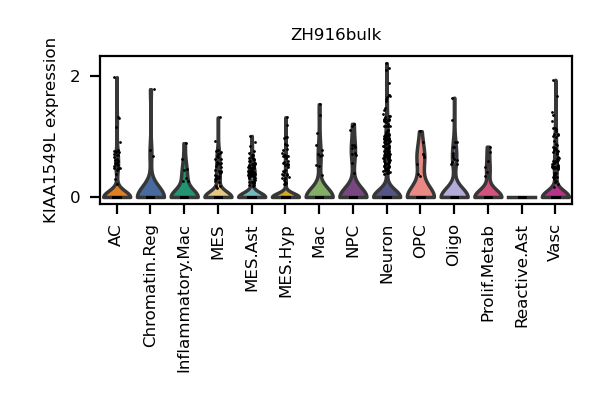 ZH916bulk
KIAA1549L expression
2
0
AC
Chromatin.Reg
Inflammatory.Mac
MES
MES.Ast
MES.Hyp
Mac
NPC
Neuron
OPC
Oligo
Prolif.Metab
Reactive.Ast
Vasc